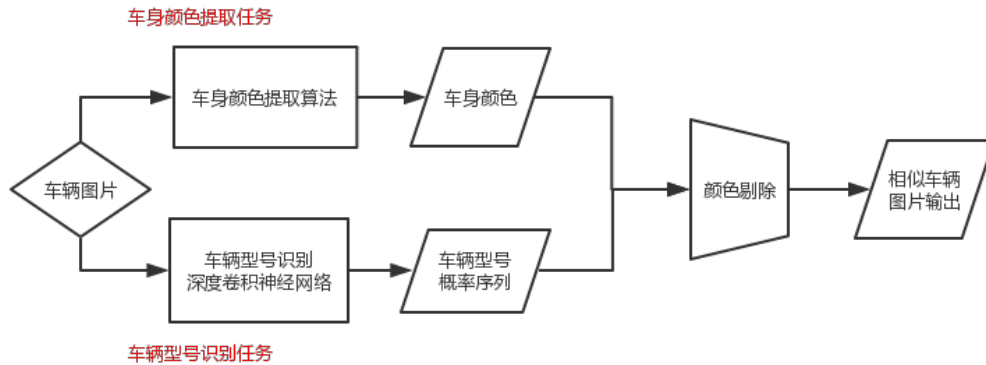 车身颜色提取任务
车身颜色提取算法
车身颜色
车辆图片
颜色剔除
相似车辆
图片输出
车辆型号识别
深度卷积神经网络
车辆型号
概率序列
车辆型号识别任务